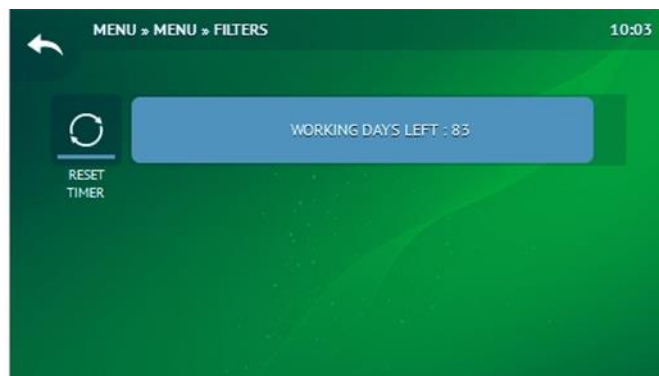 MENU » MENU » FILTERS
10:03
WORKING DAYS LEFT : 83
RESET
TIMER